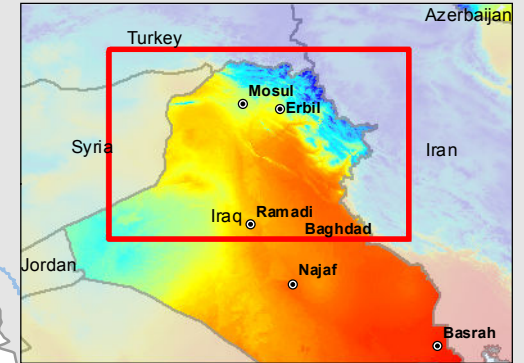 Azerbaijan
Turkey
Mosul
Erbil
Syria
Iran
Iraq
Ramadi
Baghdad
Jordan
Najaf
Basrah